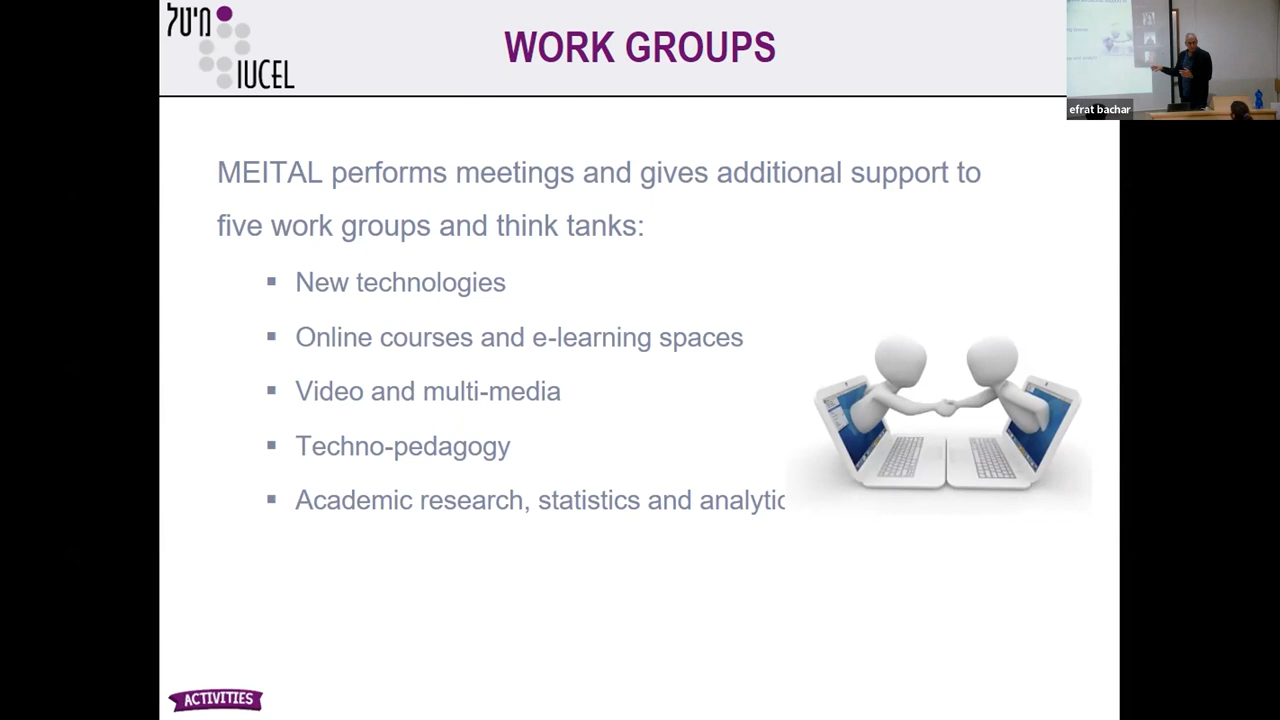 מיטל
IUCEL
WORK GROUPS
efrat bachar
MEITAL performs meetings and gives additional support to
five work groups and think tanks:
▪ New technologies
▪ Online courses and e-learning spaces
▪ Video and multi-media
▪ Techno-pedagogy
▪ Academic research, statistics and analytic
ACTIVITIES